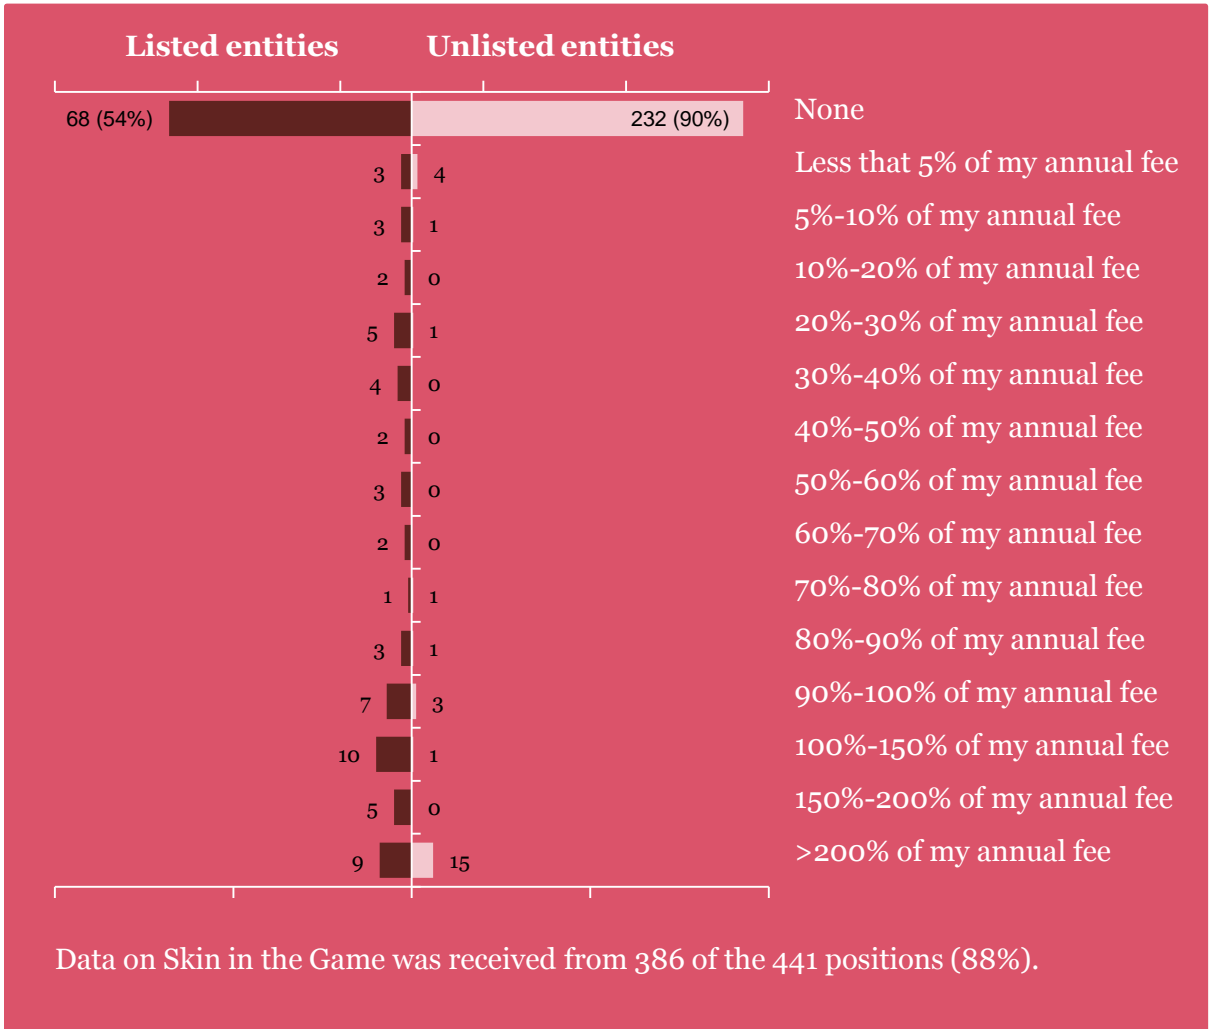 Listed entities Unlisted entities
68 (54%) 232 (90%) None
3 4 Less that 5% of my annual fee
3 1 5%-10% of my annual fee
2 0 10%-20% of my annual fee
5 1 20%-30% of my annual fee
4 0 30%-40% of my annual fee
2 0 40%-50% of my annual fee
3 0 50%-60% of my annual fee
2 0 60%-70% of my annual fee
1 1 70%-80% of my annual fee
3 1 80%-90% of my annual fee
7 3 90%-100% of my annual fee
10 1 100%-150% of my annual fee
5 0 150%-200% of my annual fee
9 15 >200% of my annual fee
Data on Skin in the Game was received from 386 of the 441 positions (88%).